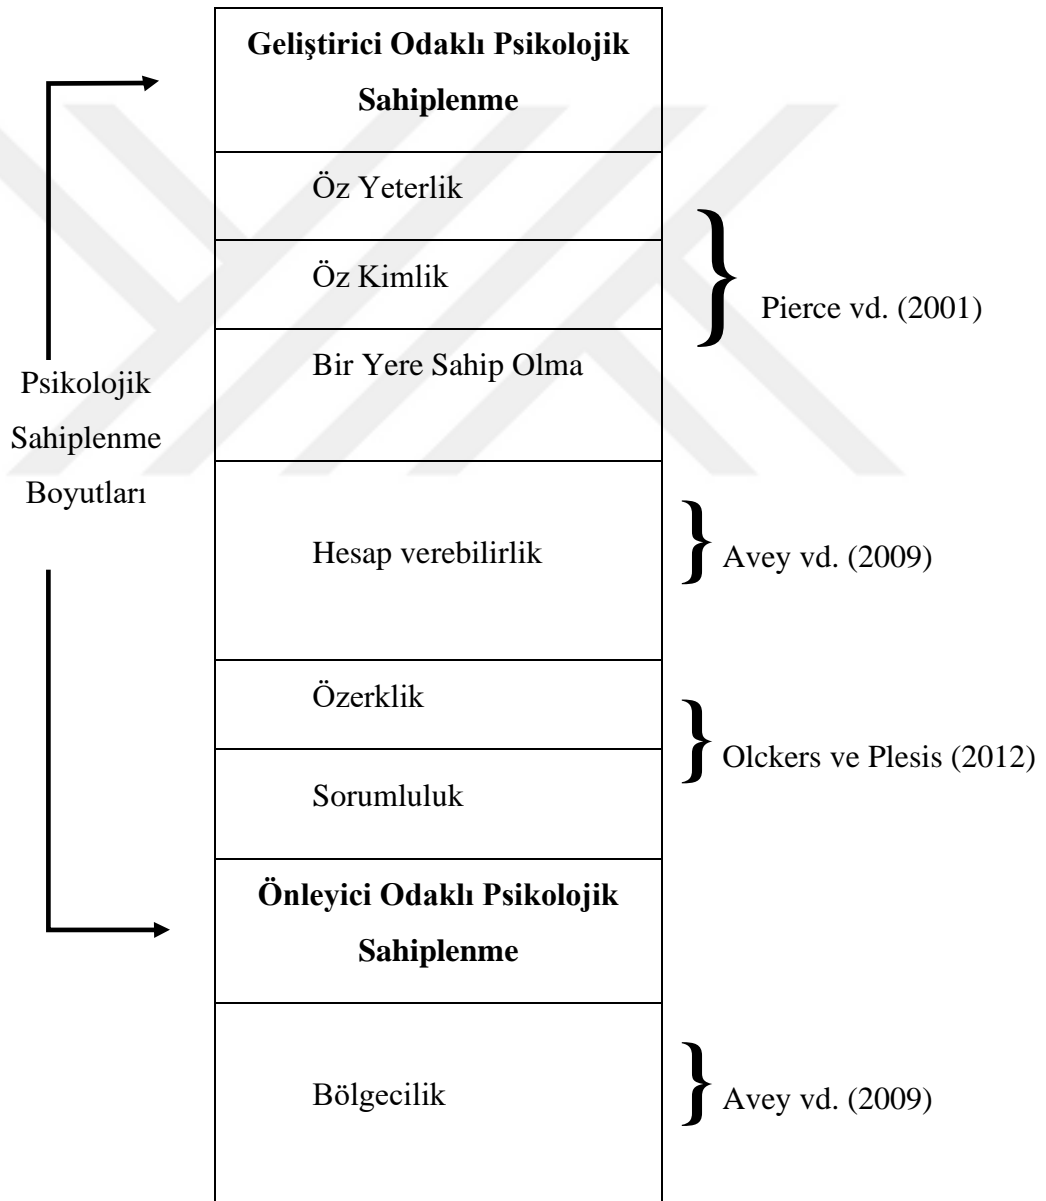 Geliştirici Odaklı Psikolojik
Sahiplenme
Öz Yeterlik
Öz Kimlik
Bir Yere Sahip Olma
} Pierce vd. (2001)
Psikolojik
Sahiplenme
Boyutları
Hesap verebilirlik
} Avey vd. (2009)
Özerklik
Sorumluluk
} Olckers ve Plesis (2012)
Önleyici Odaklı Psikolojik
Sahiplenme
Bölgecilik
} Avey vd. (2009)